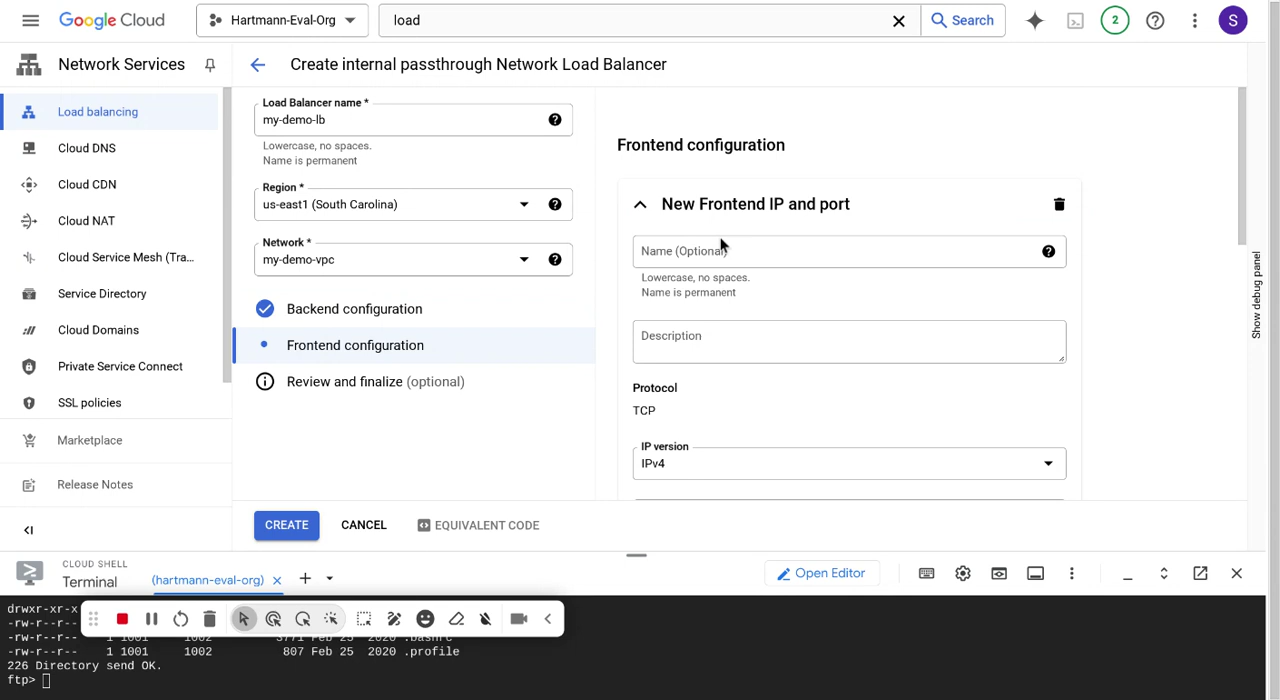 Google Cloud
Hartmann-Eval-Org
load
Search
2
S
Network Services
Create internal passthrough Network Load Balancer
Load balancing
Cloud DNS
Cloud CDN
Cloud NAT
Cloud Service Mesh (Tra...
Service Directory
Cloud Domains
Private Service Connect
SSL policies
Marketplace
Release Notes
Load Balancer name *
my-demo-lb
Lowercase, no spaces.
Name is permanent
Region *
us-east1 (South Carolina)
Network *
my-demo-vpc
Backend configuration
Frontend configuration
Review and finalize (optional)
Frontend configuration
New Frontend IP and port
Name (Optional)
Lowercase, no spaces.
Name is permanent
Description
Protocol
TCP
IP version
IPv4
Show debug panel
CREATE
CANCEL
EQUIVALENT CODE
CLOUD SHELL
Terminal
(hartmann-eval-org)
Open Editor
drwxr-xr-x
-rw-r--r--
-rw-r--r-- 1 1001 1002 3771 Feb 25 2020 .bashrc
-rw-r--r-- 1 1001 1002 807 Feb 25 2020 .profile
226 Directory send OK.
ftp>